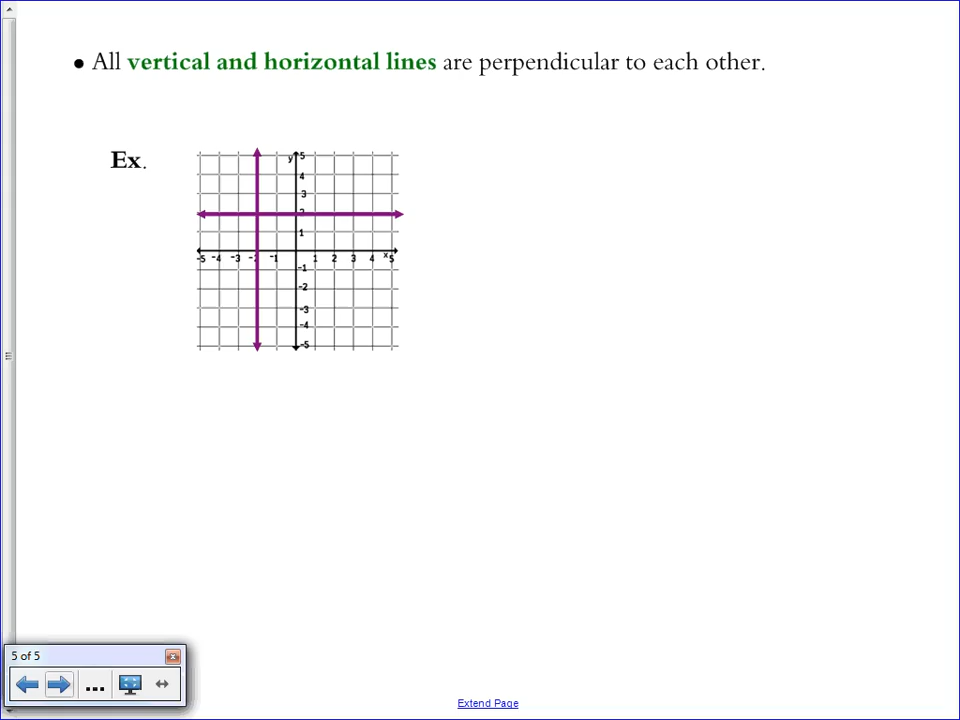 • All vertical and horizontal lines are perpendicular to each other.
Ex.
y 5
4
3
2
1
-5 -4 -3 -2 -1 1 2 3 4 x 5
-1
-2
-3
-4
-5
5 of 5
...
Extend Page